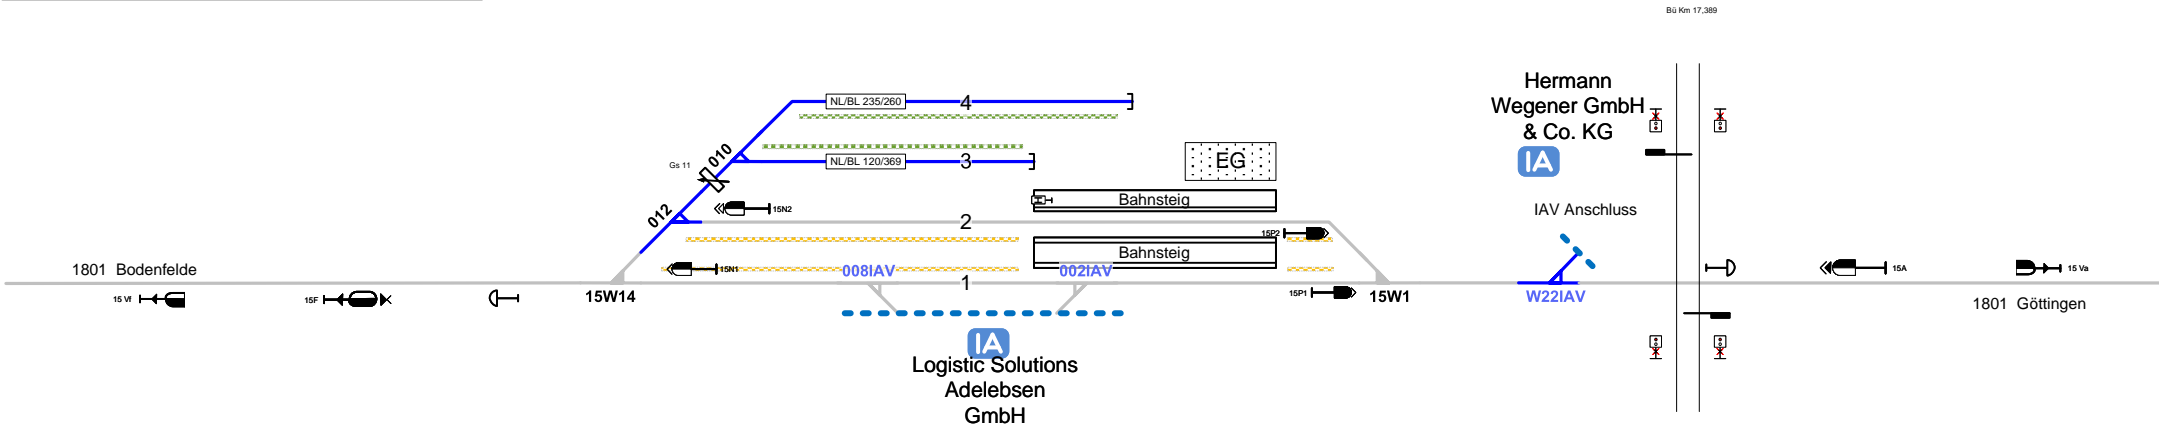 Bü Km 17,389
Hermann
Wegener GmbH
& Co. KG
IA
IAV Anschluss
NL/BL 235/260
4
010
Gs 11
NL/BL 120/369
3
EG
012
15N2
Bahnsteig
2
15P2
Bahnsteig
1801 Bodenfelde
15N1
008IAV
002IAV
1
15A
15 Va
15 Vf
15F
15W14
15P1
15W1
W22IAV
1801 Göttingen
IA
Logistic Solutions
Adelebsen
GmbH